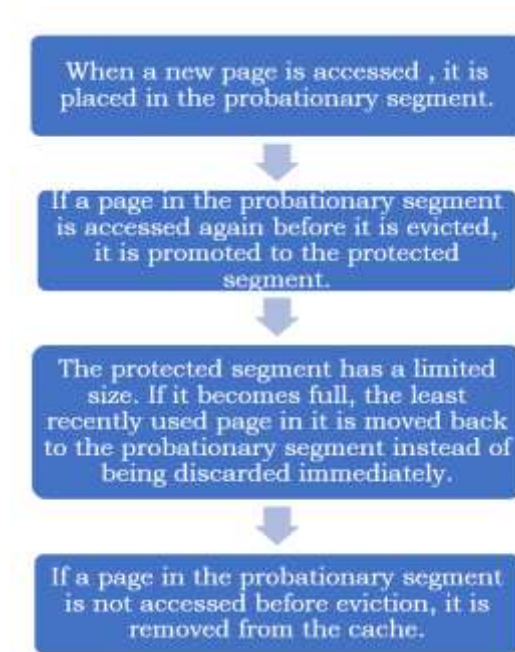 When a new page is accessed , it is
placed in the probationary segment.
If a page in the probationary segment
is accessed again before it is evicted,
it is promoted to the protected
segment.
The protected segment has a limited
size. If it becomes full, the least
recently used page in it is moved back
to the probationary segment instead of
being discarded immediately.
If a page in the probationary segment
is not accessed before eviction, it is
removed from the cache.